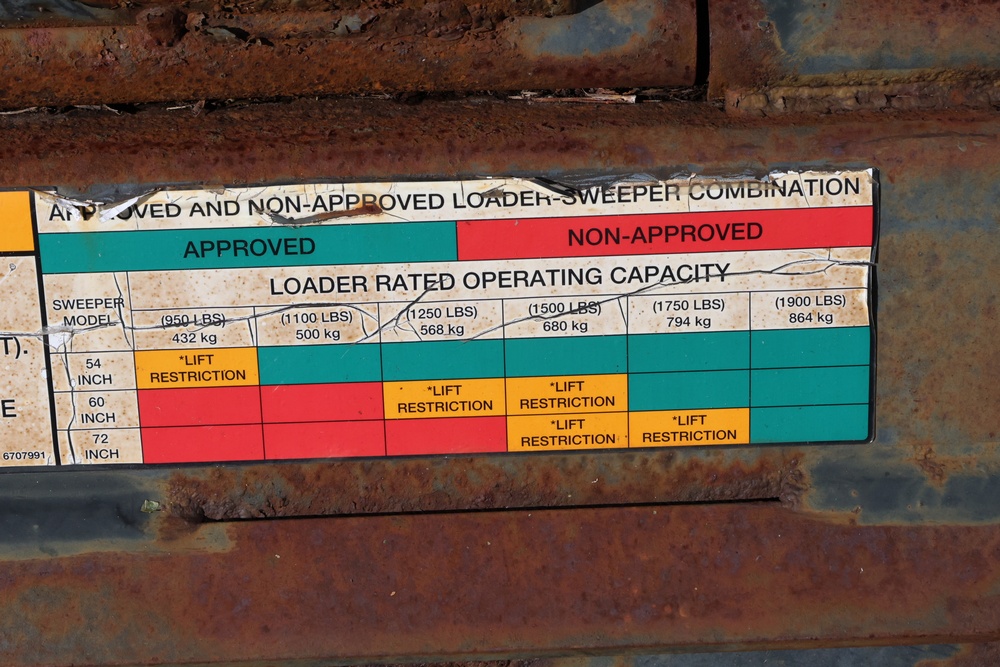 APPROVED AND NON-APPROVED LOADER-SWEEPER COMBINATION
APPROVED
NON-APPROVED
LOADER RATED OPERATING CAPACITY
SWEEPER
MODEL
(950 LBS)
432 kg
(1100 LBS)
500 kg
(1250 LBS)
568 kg
(1500 LBS)
680 kg
(1750 LBS)
794 kg
(1900 LBS)
864 kg
54
INCH
*LIFT
RESTRICTION
60
INCH
*LIFT
RESTRICTION
*LIFT
RESTRICTION
72
INCH
*LIFT
RESTRICTION
*LIFT
RESTRICTION
T).
E
6707991